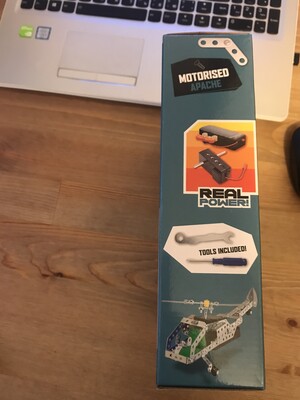 MOTORISED
APACHE
REAL
POWER!
TOOLS INCLUDED!